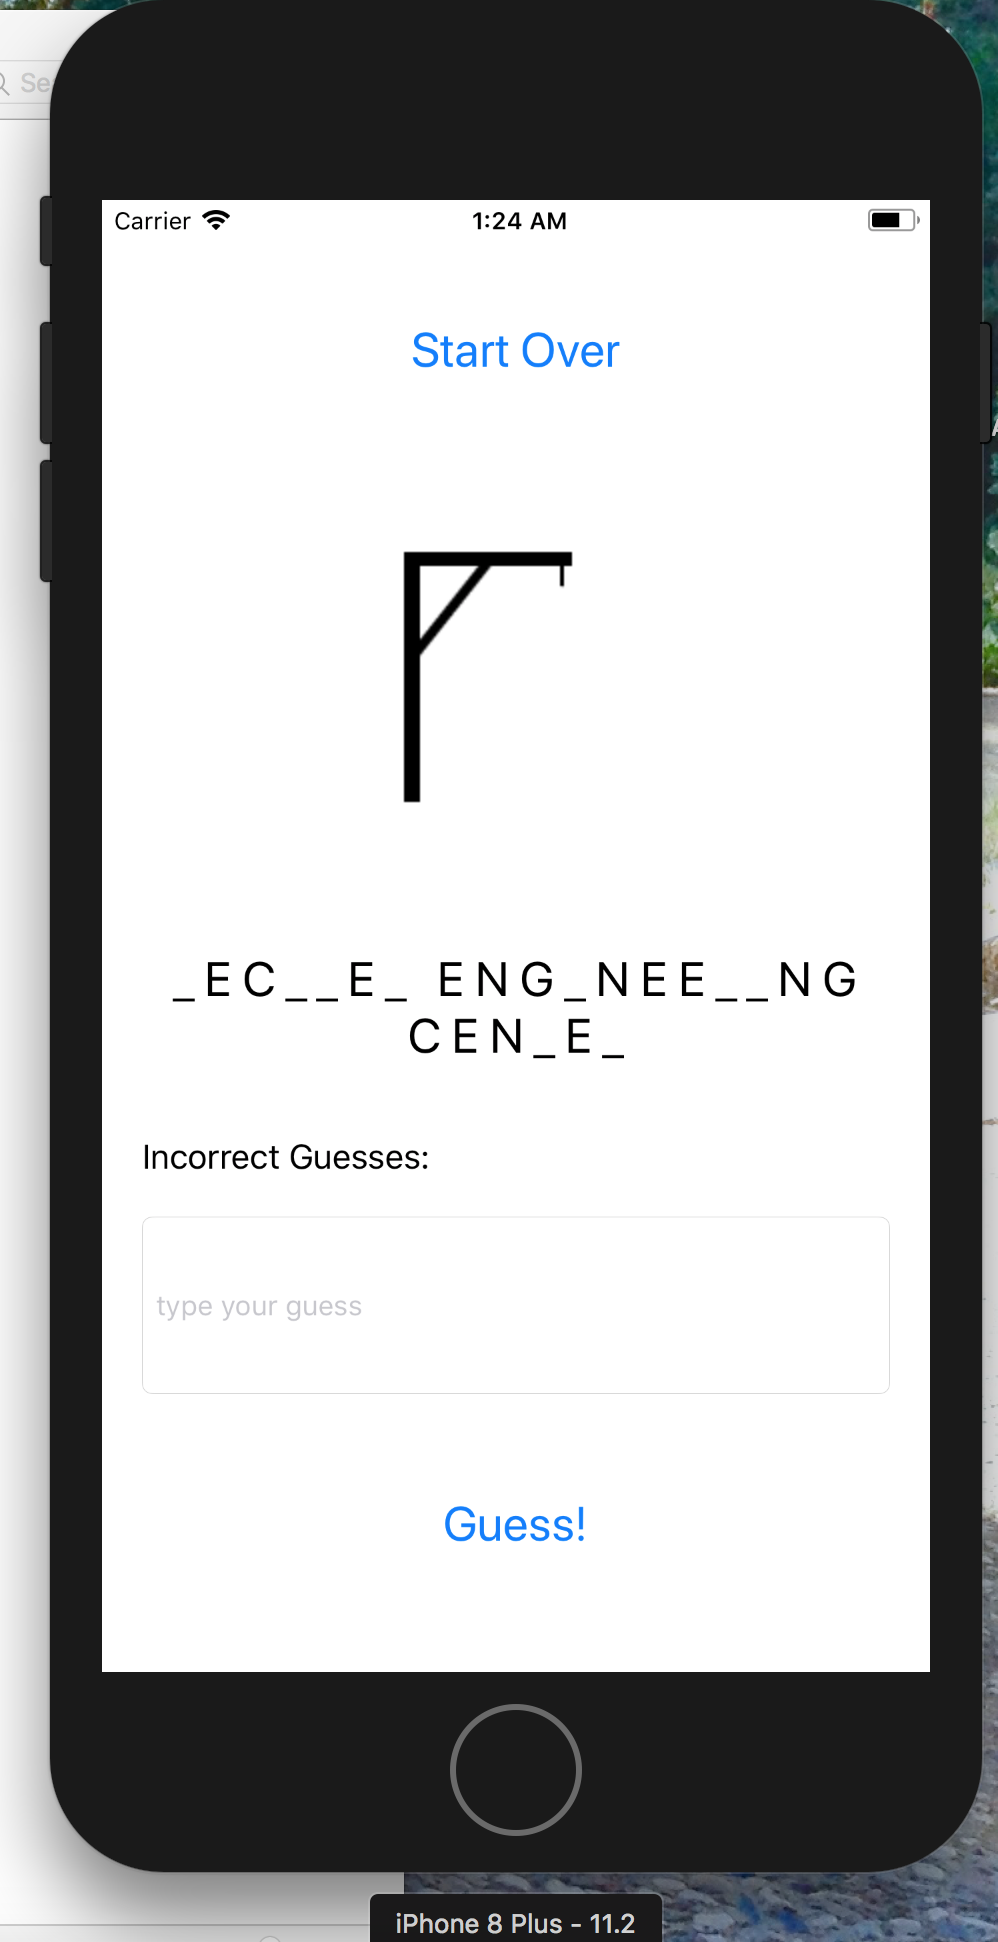 Se
Carrier 1:24 AM
Start Over
_EC__E_ ENG_NEE__NG
CEN_E_
Incorrect Guesses:
type your guess
Guess!
iPhone 8 Plus - 11.2